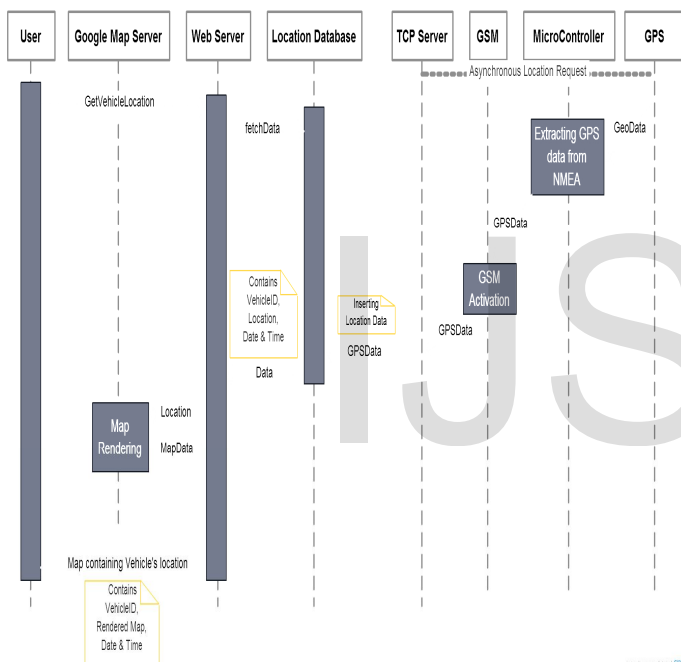 User
Google Map Server
Web Server
Location Database
TCP Server
GSM
MicroController
GPS
Asynchronous Location Request
GetVehicleLocation
fetchData
Extracting GPS
data from
NMEA
GeoData
GPSData
GSM
Activation
GPSData
Contains
VehicleID,
Location,
Date & Time
Inserting
Location Data
GPSData
Data
Location
Map
Rendering
MapData
Map containing Vehicle's location
Contains
VehicleID,
Rendered Map,
Date & Time
IJS